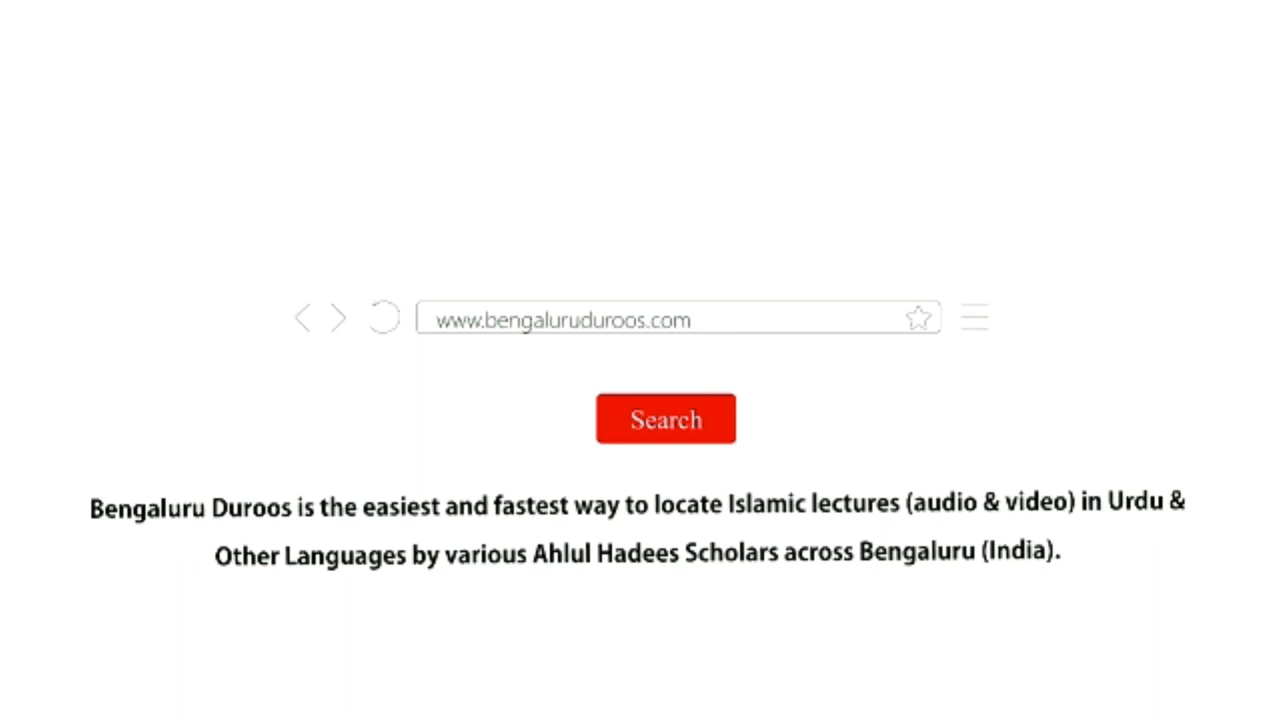 www.bengaluruduroos.com
Search
Bengaluru Duroos is the easiest and fastest way to locate Islamic lectures (audio & video) in Urdu &
Other Languages by various Ahlul Hadees Scholars across Bengaluru (India).